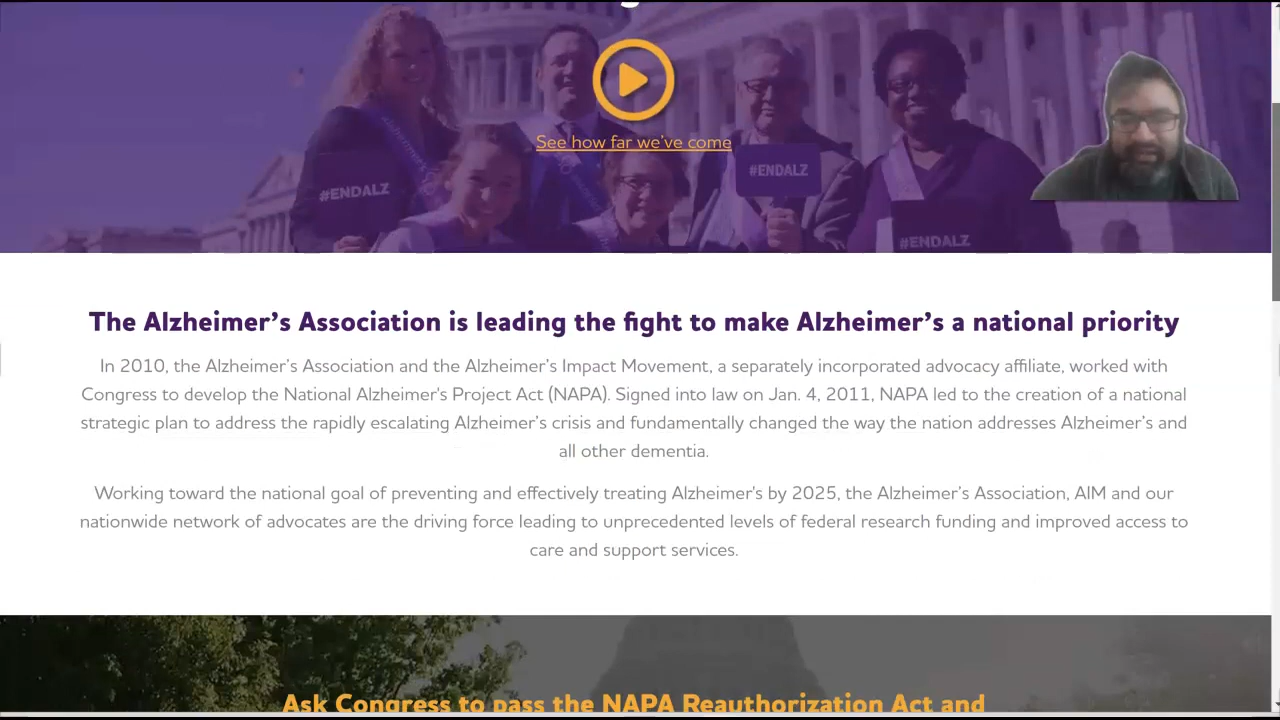 See how far we've come
#ENDALZ
#ENDALZ
#ENDALZ
The Alzheimer’s Association is leading the fight to make Alzheimer’s a national priority
In 2010, the Alzheimer’s Association and the Alzheimer’s Impact Movement, a separately incorporated advocacy affiliate, worked with
Congress to develop the National Alzheimer's Project Act (NAPA). Signed into law on Jan. 4, 2011, NAPA led to the creation of a national
strategic plan to address the rapidly escalating Alzheimer’s crisis and fundamentally changed the way the nation addresses Alzheimer’s and
all other dementia.
Working toward the national goal of preventing and effectively treating Alzheimer's by 2025, the Alzheimer’s Association, AIM and our
nationwide network of advocates are the driving force leading to unprecedented levels of federal research funding and improved access to
care and support services.
Ask Congress to pass the NAPA Reauthorization Act and